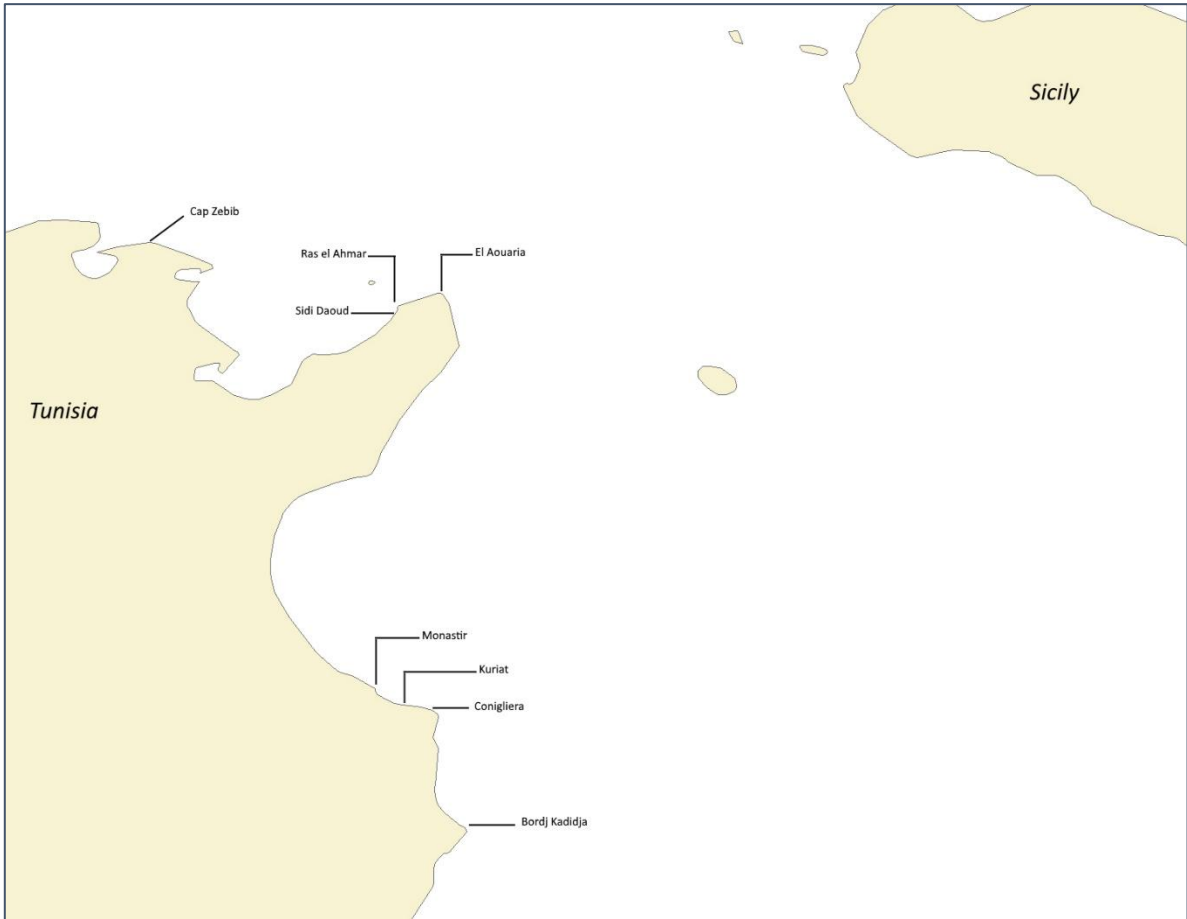 Sicily
Cap Zebib
Ras el Ahmar
El Aouaria
Sidi Daoud
Tunisia
Monastir
Kuriat
Conigliera
Bordj Kadidja